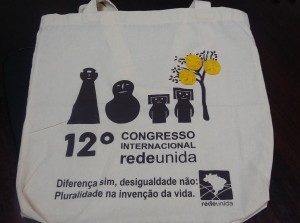 12º CONGRESSO
INTERNACIONAL
redeunida
Diferença sim, desigualdade não:
Pluralidade na invenção da vida.
redeunida